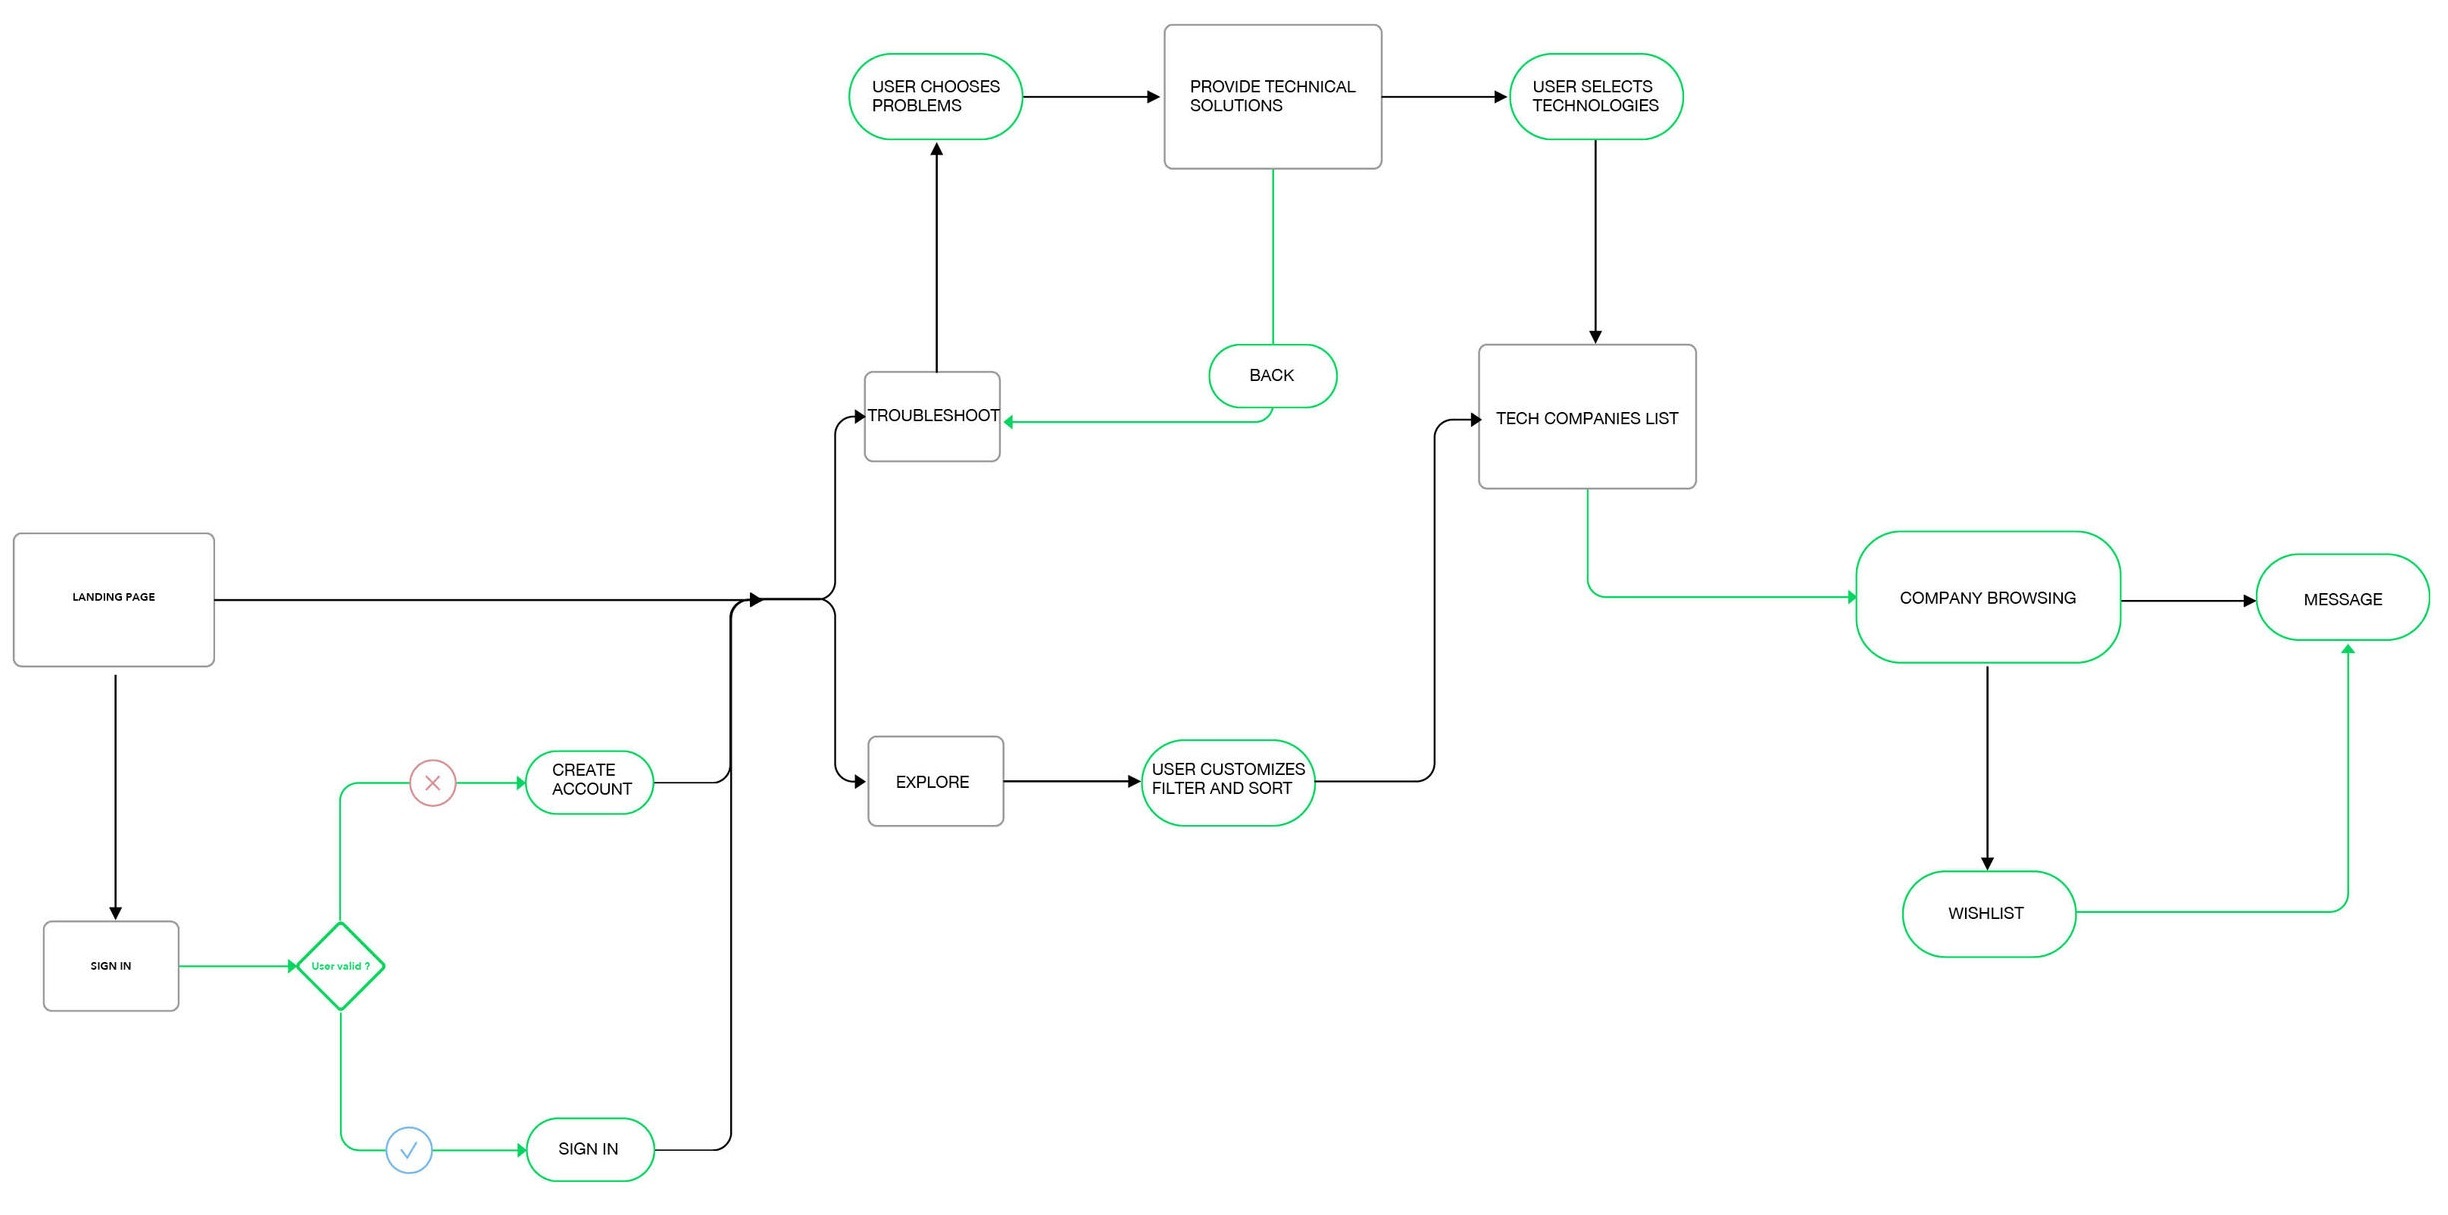 USER CHOOSES
PROBLEMS
PROVIDE TECHNICAL
SOLUTIONS
USER SELECTS
TECHNOLOGIES
BACK
TROUBLESHOOT
TECH COMPANIES LIST
LANDING PAGE
COMPANY BROWSING
MESSAGE
CREATE
ACCOUNT
EXPLORE
USER CUSTOMIZES
FILTER AND SORT
WISHLIST
SIGN IN
User valid ?
SIGN IN